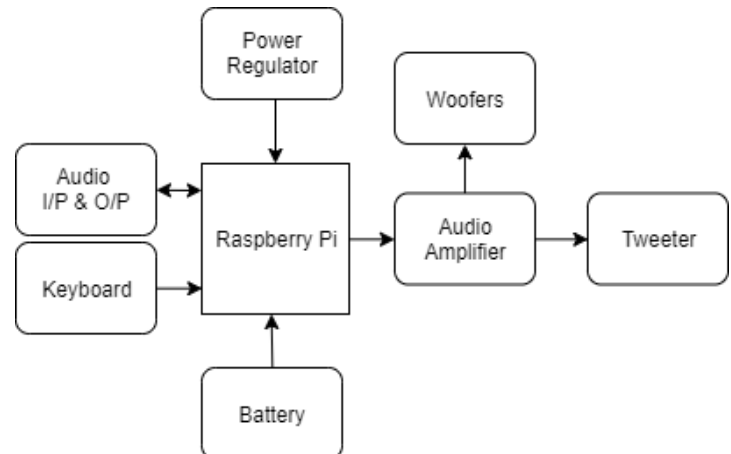 Power
Regulator
Woofers
Audio
I/P & O/P
Raspberry Pi
Audio
Amplifier
Tweeter
Keyboard
Battery